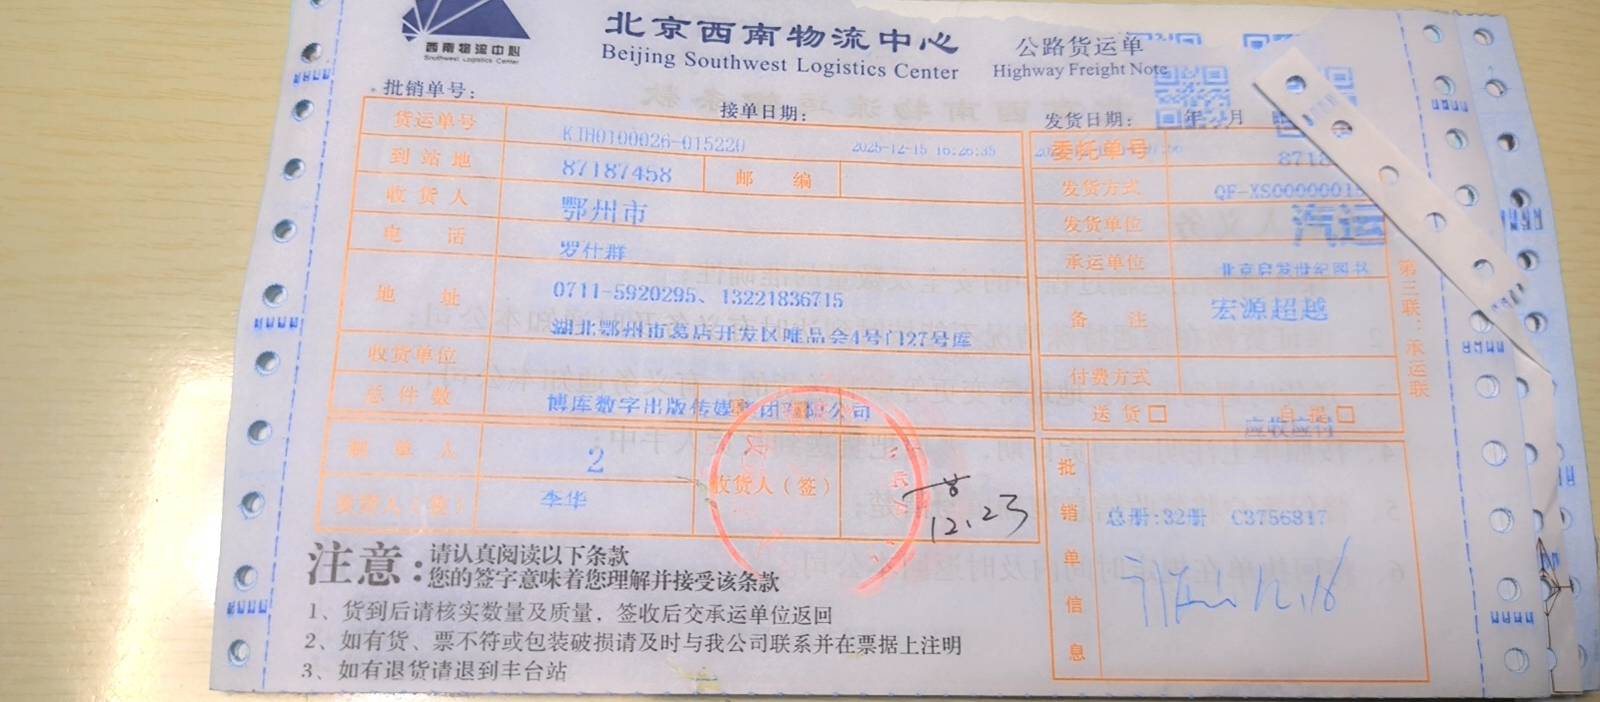 西南物流中心
Southwest Logistics Center
北京西南物流中心
Beijing Southwest Logistics Center
公路货运单
Highway Freight Note
批销单号:
接单日期:
发货日期: 年 月
货运单号 KTH0100026-015220 2025-12-15 16:26:35
委托单号 8718
到站地 87187458 邮 编
发货方式 QF-XS0000001
收货人 鄂州市
发货单位 汽运
电 话 罗仕群
承运单位 北京启发世纪图书
地 址 0711-5920295、13221836715
湖北鄂州市葛店开发区唯品会4号门127号库
备 注 宏源超越
收货单位
付费方式
总件数 博库数字出版传媒集团有限公司
送 货 □ 自 提 □
应收应付
制单人 2 收货人(签)
发货人(签) 李华
12.23
批销单信息
总册:32册 C3756817
12.16
第三联:承运联
注意:
请认真阅读以下条款
您的签字意味着您理解并接受该条款
1、货到后请核实数量及质量,签收后交承运单位返回
2、如有货、票不符或包装破损请及时与我公司联系并在票据上注明
3、如有退货请退到丰台站